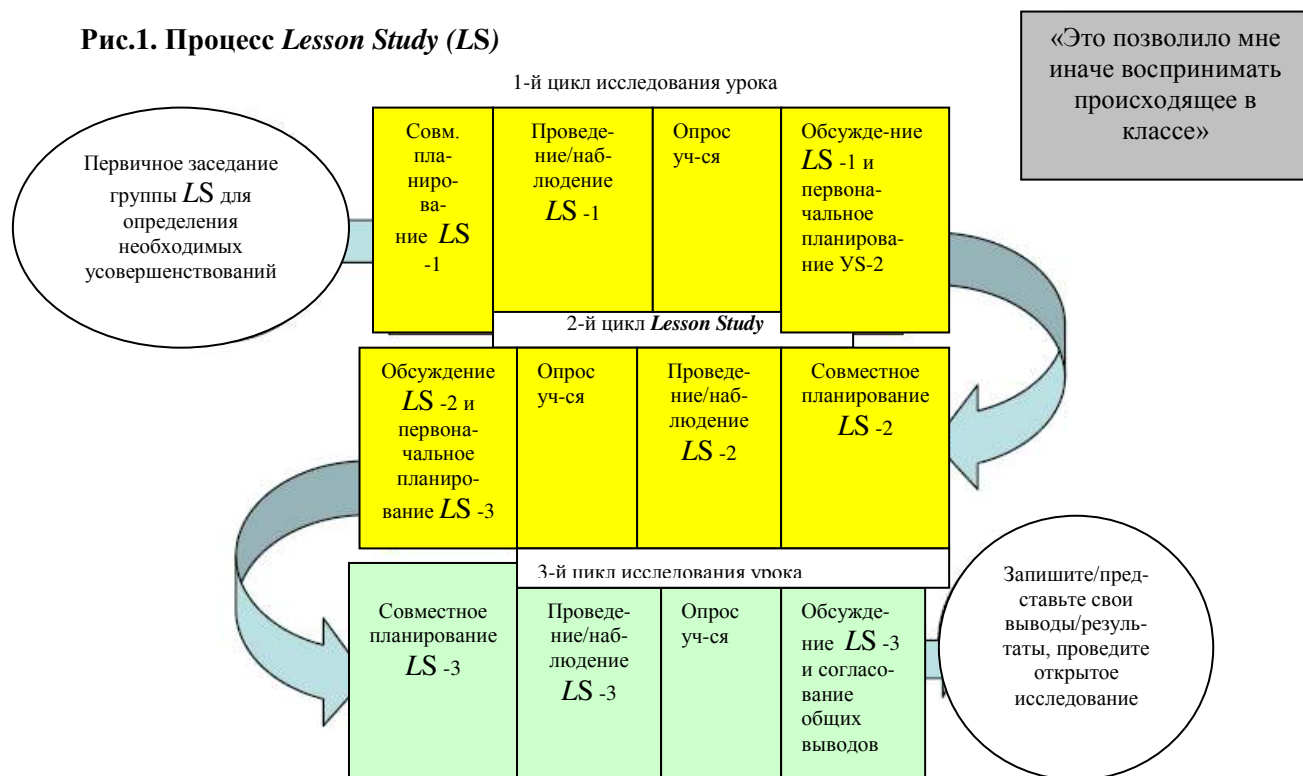 Рис.1. Процесс Lesson Study (LS)
«Это позволило мне
иначе воспринимать
происходящее в
классе»
1-й цикл исследования урока
Первичное заседание
группы LS для
определения
необходимых
усовершенствований
Совм.
пла-
ниро-
ва-
ние LS
-1
Проведе-
ние/наб-
людение
LS -1
Опрос
уч-ся
Обсужде-ние
LS -1 и
первона-
чальное
планирова-
ние УS-2
2-й цикл Lesson Study
Обсуждение
LS -2 и
первона-
чальное
планиро-
вание LS -3
Опрос
уч-ся
Проведе-
ние/наб-
людение
LS -2
Совместное
планирование
LS -2
3-й цикл исследования урока
Совместное
планирование
LS -3
Проведе-
ние/наб-
людение
LS -3
Опрос
уч-ся
Обсужде-
ние LS -3
и согласо-
вание
общих
выводов
Запишите/пред-
ставьте свои
выводы/резуль-
таты, проведите
открытое
исследование